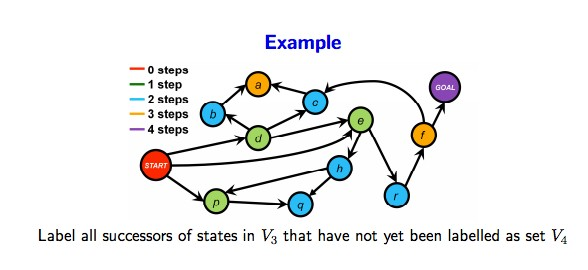 Example
0 steps
1 step
2 steps
3 steps
4 steps
a
c
GOAL
b
d
e
f
START
h
p
q
r
Label all successors of states in V3 that have not yet been labelled as set V4